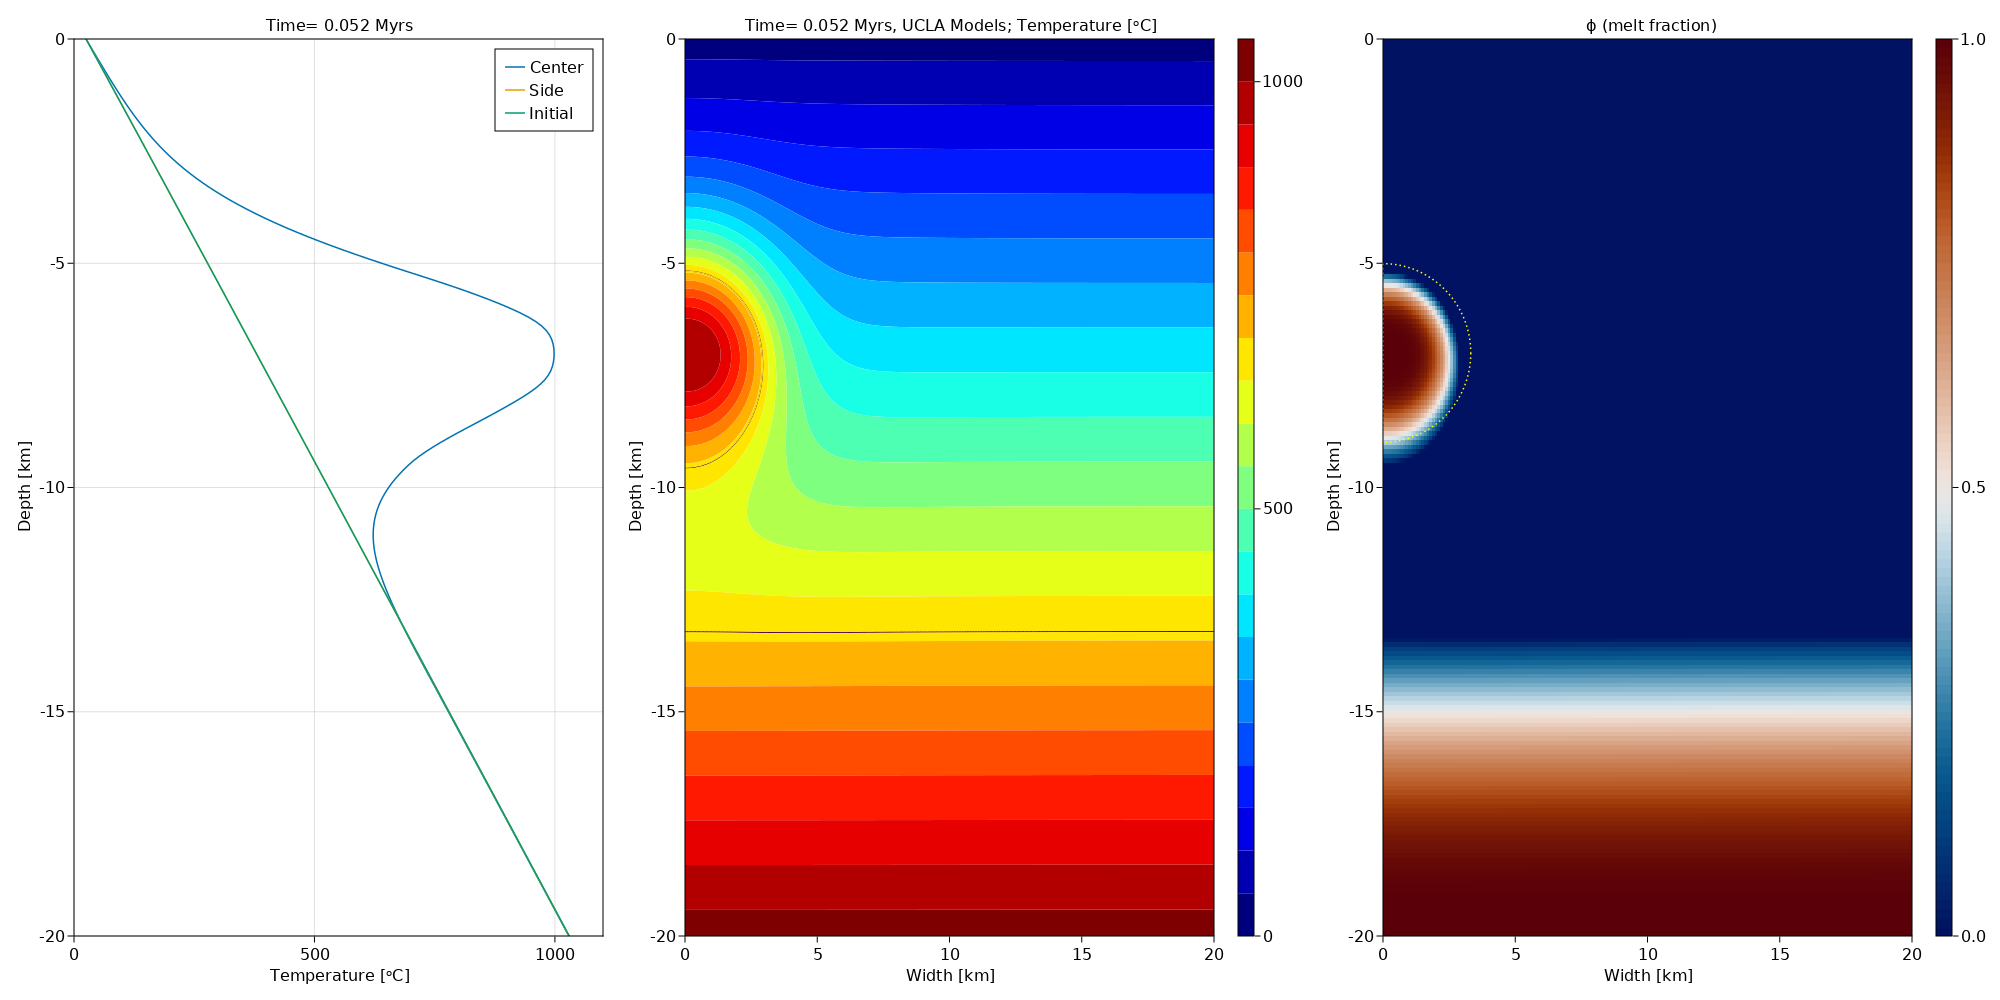 Time= 0.052 Myrs
0
-5
-10
-15
-20
Depth [km]
0
500
1000
Temperature [ᵒC]
Center
Side
Initial
Time= 0.052 Myrs, UCLA Models; Temperature [ᵒC]
0
-5
-10
-15
-20
Depth [km]
0
5
10
15
20
Width [km]
1000
500
0
ϕ (melt fraction)
0
-5
-10
-15
-20
Depth [km]
0
5
10
15
20
Width [km]
1.0
0.5
0.0